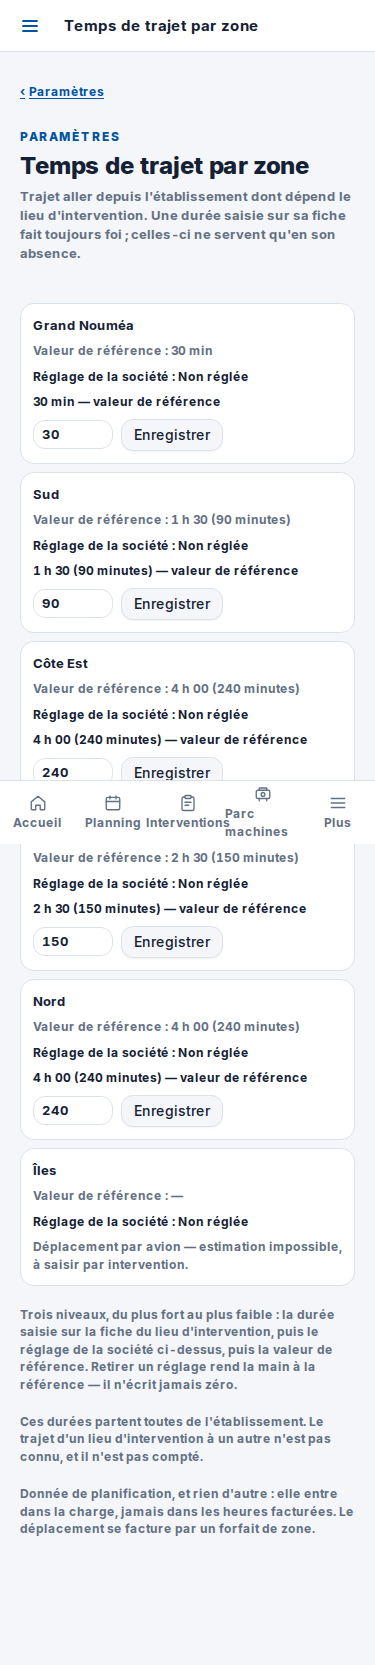 Temps de trajet par zone
‹ Paramètres
PARAMÈTRES
Temps de trajet par zone
Trajet aller depuis l'établissement dont dépend le
lieu d'intervention. Une durée saisie sur sa fiche
fait toujours foi ; celles-ci ne servent qu'en son
absence.
Grand Nouméa
Valeur de référence : 30 min
Réglage de la société : Non réglée
30 min — valeur de référence
30 Enregistrer
Sud
Valeur de référence : 1 h 30 (90 minutes)
Réglage de la société : Non réglée
1 h 30 (90 minutes) — valeur de référence
90 Enregistrer
Côte Est
Valeur de référence : 4 h 00 (240 minutes)
Réglage de la société : Non réglée
4 h 00 (240 minutes) — valeur de référence
240 Enregistrer
Accueil Planning Interventions Parc machines Plus
Valeur de référence : 2 h 30 (150 minutes)
Réglage de la société : Non réglée
2 h 30 (150 minutes) — valeur de référence
150 Enregistrer
Nord
Valeur de référence : 4 h 00 (240 minutes)
Réglage de la société : Non réglée
4 h 00 (240 minutes) — valeur de référence
240 Enregistrer
Îles
Valeur de référence : —
Réglage de la société : Non réglée
Déplacement par avion — estimation impossible,
à saisir par intervention.
Trois niveaux, du plus fort au plus faible : la durée
saisie sur la fiche du lieu d'intervention, puis le
réglage de la société ci-dessus, puis la valeur de
référence. Retirer un réglage rend la main à la
référence — il n'écrit jamais zéro.
Ces durées partent toutes de l'établissement. Le
trajet d'un lieu d'intervention à un autre n'est pas
connu, et il n'est pas compté.
Donnée de planification, et rien d'autre : elle entre
dans la charge, jamais dans les heures facturées. Le
déplacement se facture par un forfait de zone.